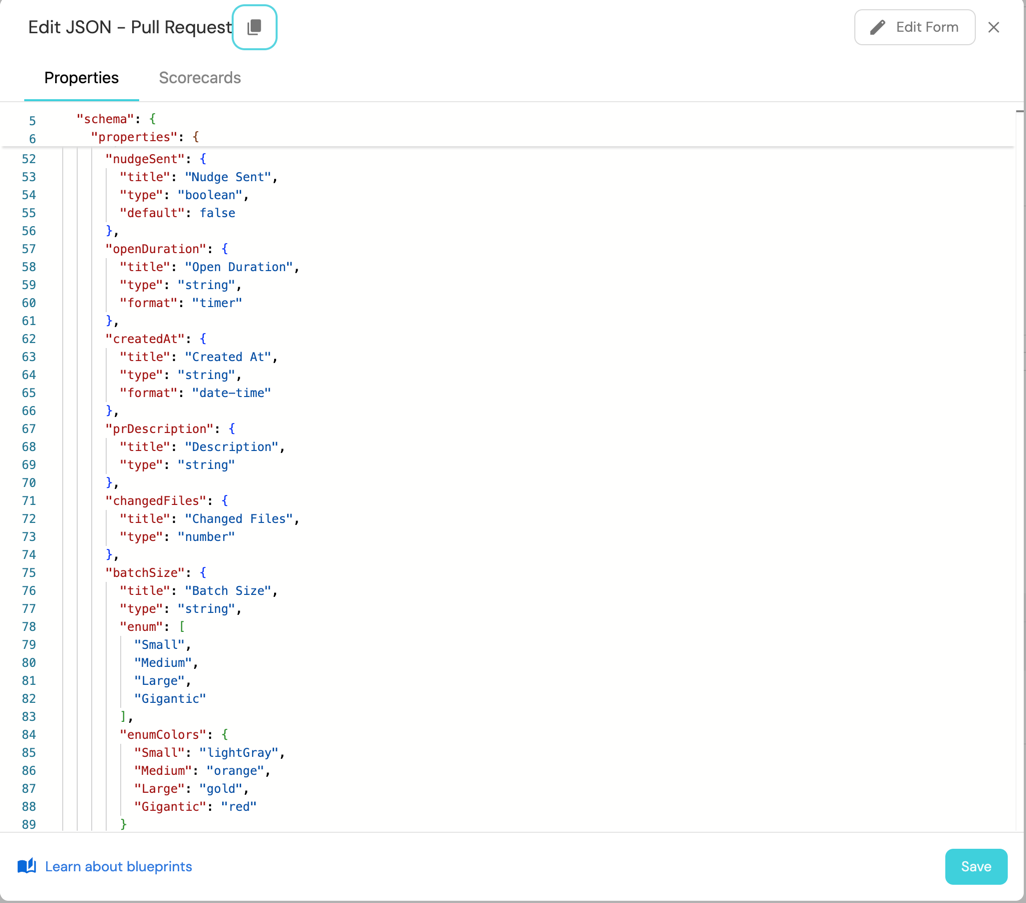 Edit JSON - Pull Request
Edit Form
Properties
Scorecards
5 "schema": {
6 "properties": {
52 "nudgeSent": {
53 "title": "Nudge Sent",
54 "type": "boolean",
55 "default": false
56 },
57 "openDuration": {
58 "title": "Open Duration",
59 "type": "string",
60 "format": "timer"
61 },
62 "createdAt": {
63 "title": "Created At",
64 "type": "string",
65 "format": "date-time"
66 },
67 "prDescription": {
68 "title": "Description",
69 "type": "string"
70 },
71 "changedFiles": {
72 "title": "Changed Files",
73 "type": "number"
74 },
75 "batchSize": {
76 "title": "Batch Size",
77 "type": "string",
78 "enum": [
79 "Small",
80 "Medium",
81 "Large",
82 "Gigantic"
83 ],
84 "enumColors": {
85 "Small": "lightGray",
86 "Medium": "orange",
87 "Large": "gold",
88 "Gigantic": "red"
89 }
Learn about blueprints
Save